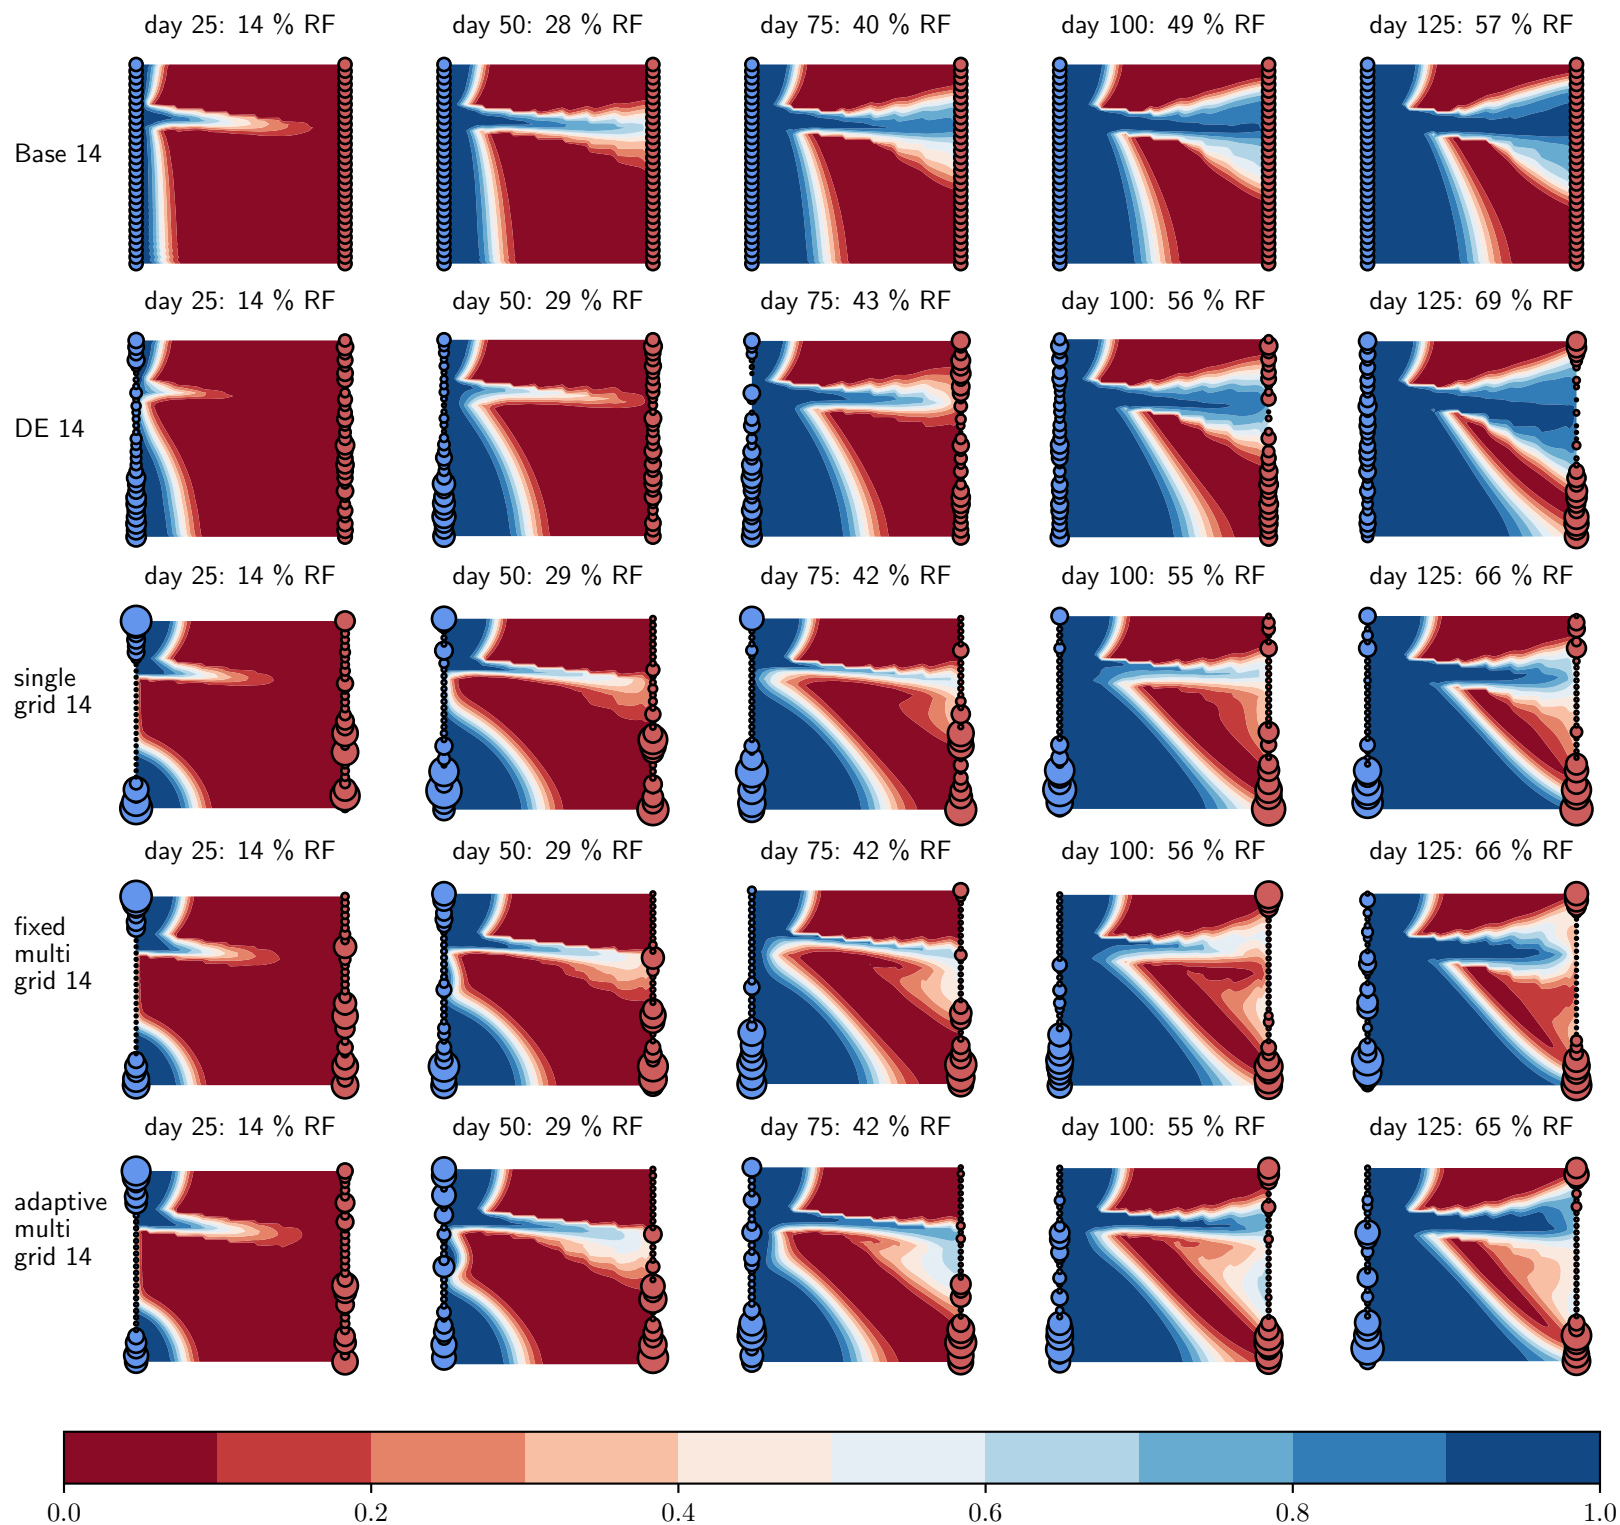 day 25: 14 % RF
day 50: 28 % RF
day 75: 40 % RF
day 100: 49 % RF
day 125: 57 % RF
Base 14
day 25: 14 % RF
day 50: 29 % RF
day 75: 43 % RF
day 100: 56 % RF
day 125: 69 % RF
DE 14
day 25: 14 % RF
day 50: 29 % RF
day 75: 42 % RF
day 100: 55 % RF
day 125: 66 % RF
single
grid 14
day 25: 14 % RF
day 50: 29 % RF
day 75: 42 % RF
day 100: 56 % RF
day 125: 66 % RF
fixed
multi
grid 14
day 25: 14 % RF
day 50: 29 % RF
day 75: 42 % RF
day 100: 55 % RF
day 125: 65 % RF
adaptive
multi
grid 14
0.0
0.2
0.4
0.6
0.8
1.0